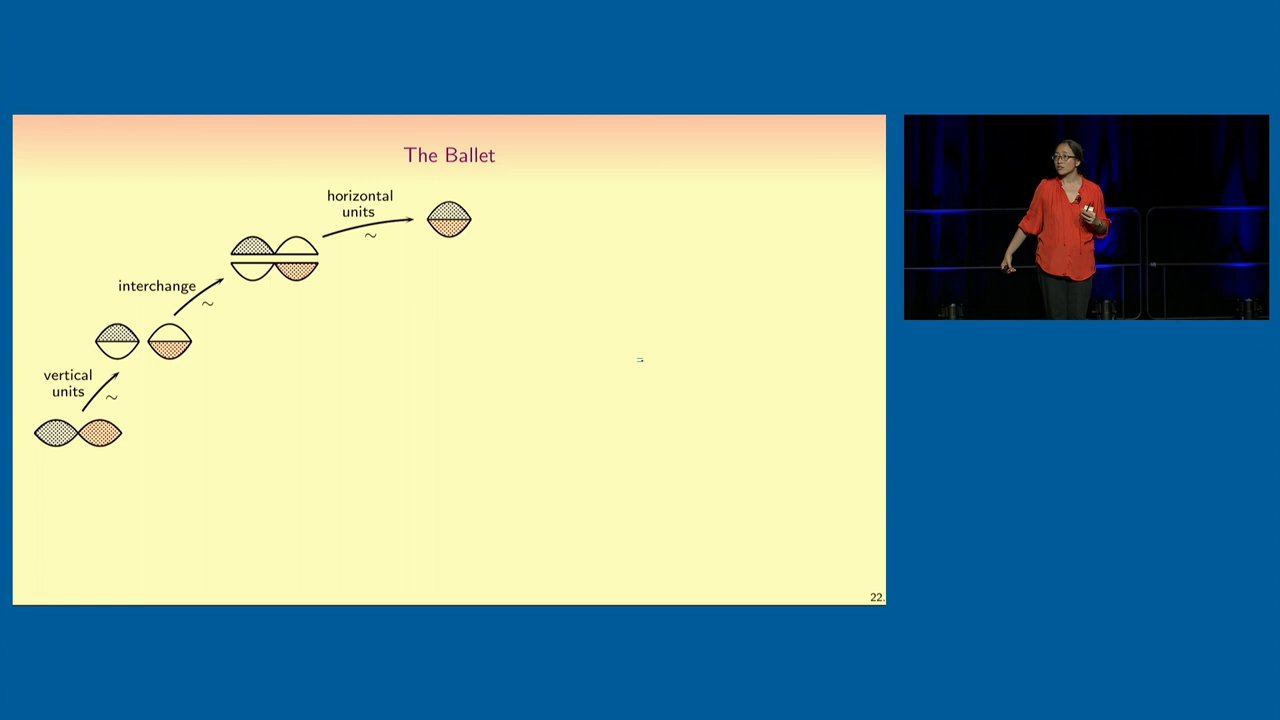 The Ballet
horizontal
units
~
interchange
~
vertical
units
~
22.